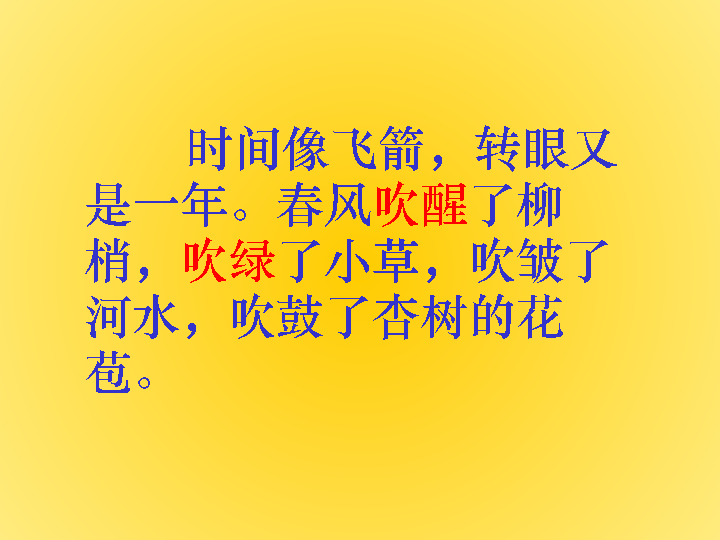 时间像飞箭，转眼又
是一年。春风吹醒了柳
梢，吹绿了小草，吹皱了
河水，吹鼓了杏树的花
苞。